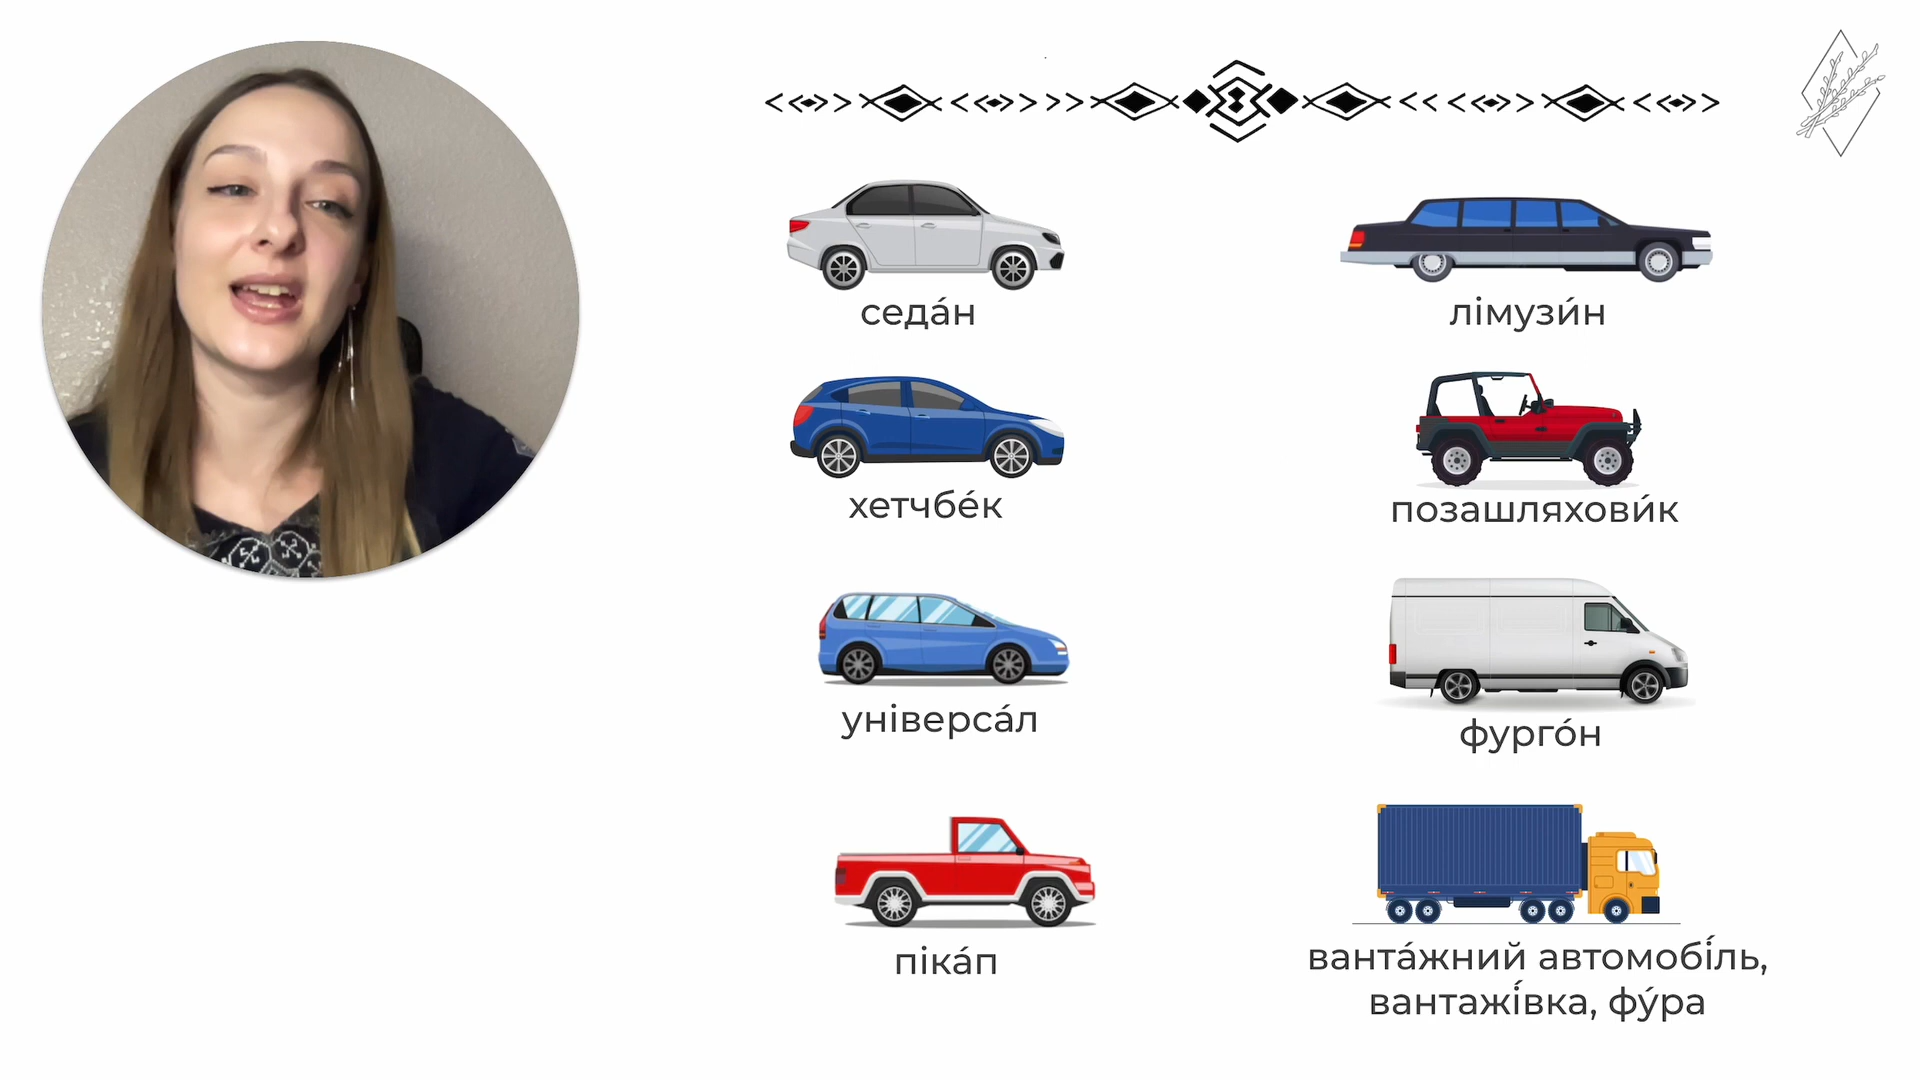 седа́н
лімузи́н
хетчбе́к
позашляхови́к
універса́л
фурго́н
піка́п
ванта́жний автомобі́ль,
вантажі́вка, фу́ра